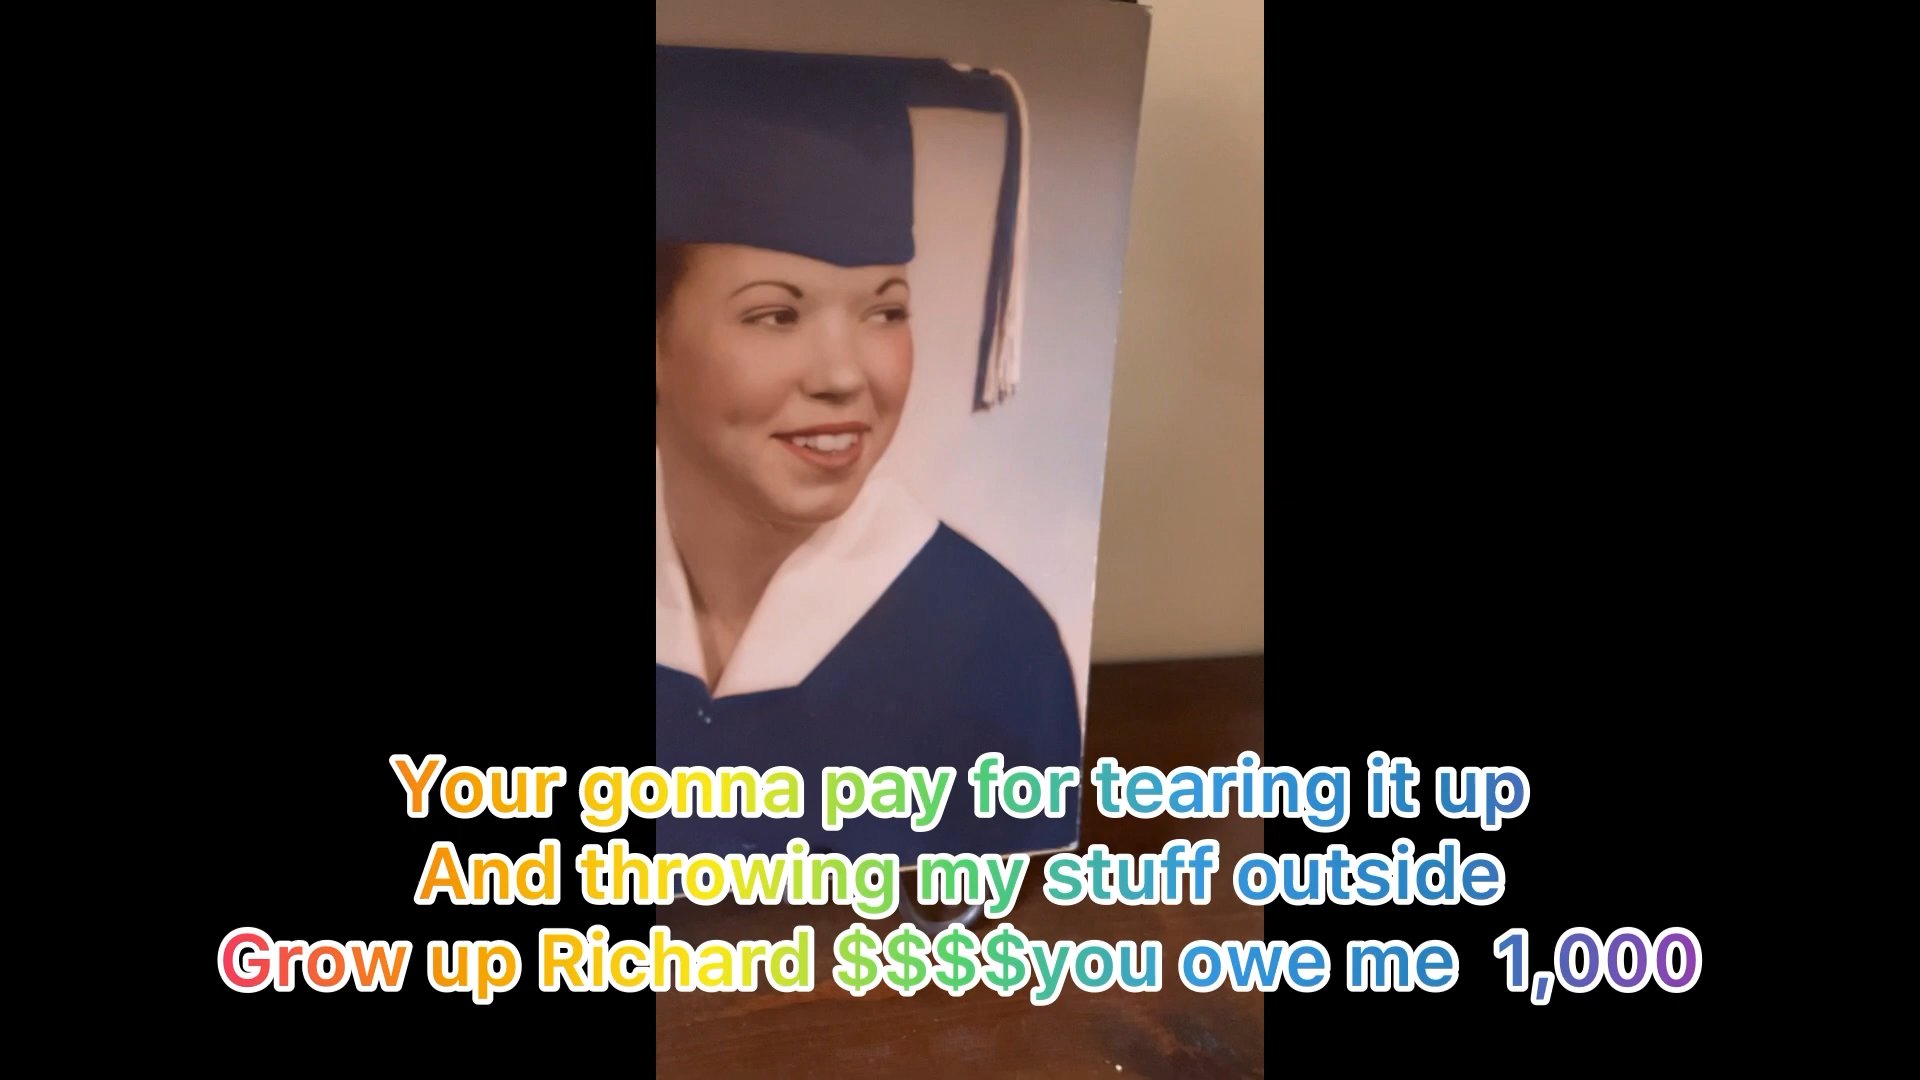 Your gonna pay for tearing it up
And throwing my stuff outside
Grow up Richard $$$$you owe me 1,000